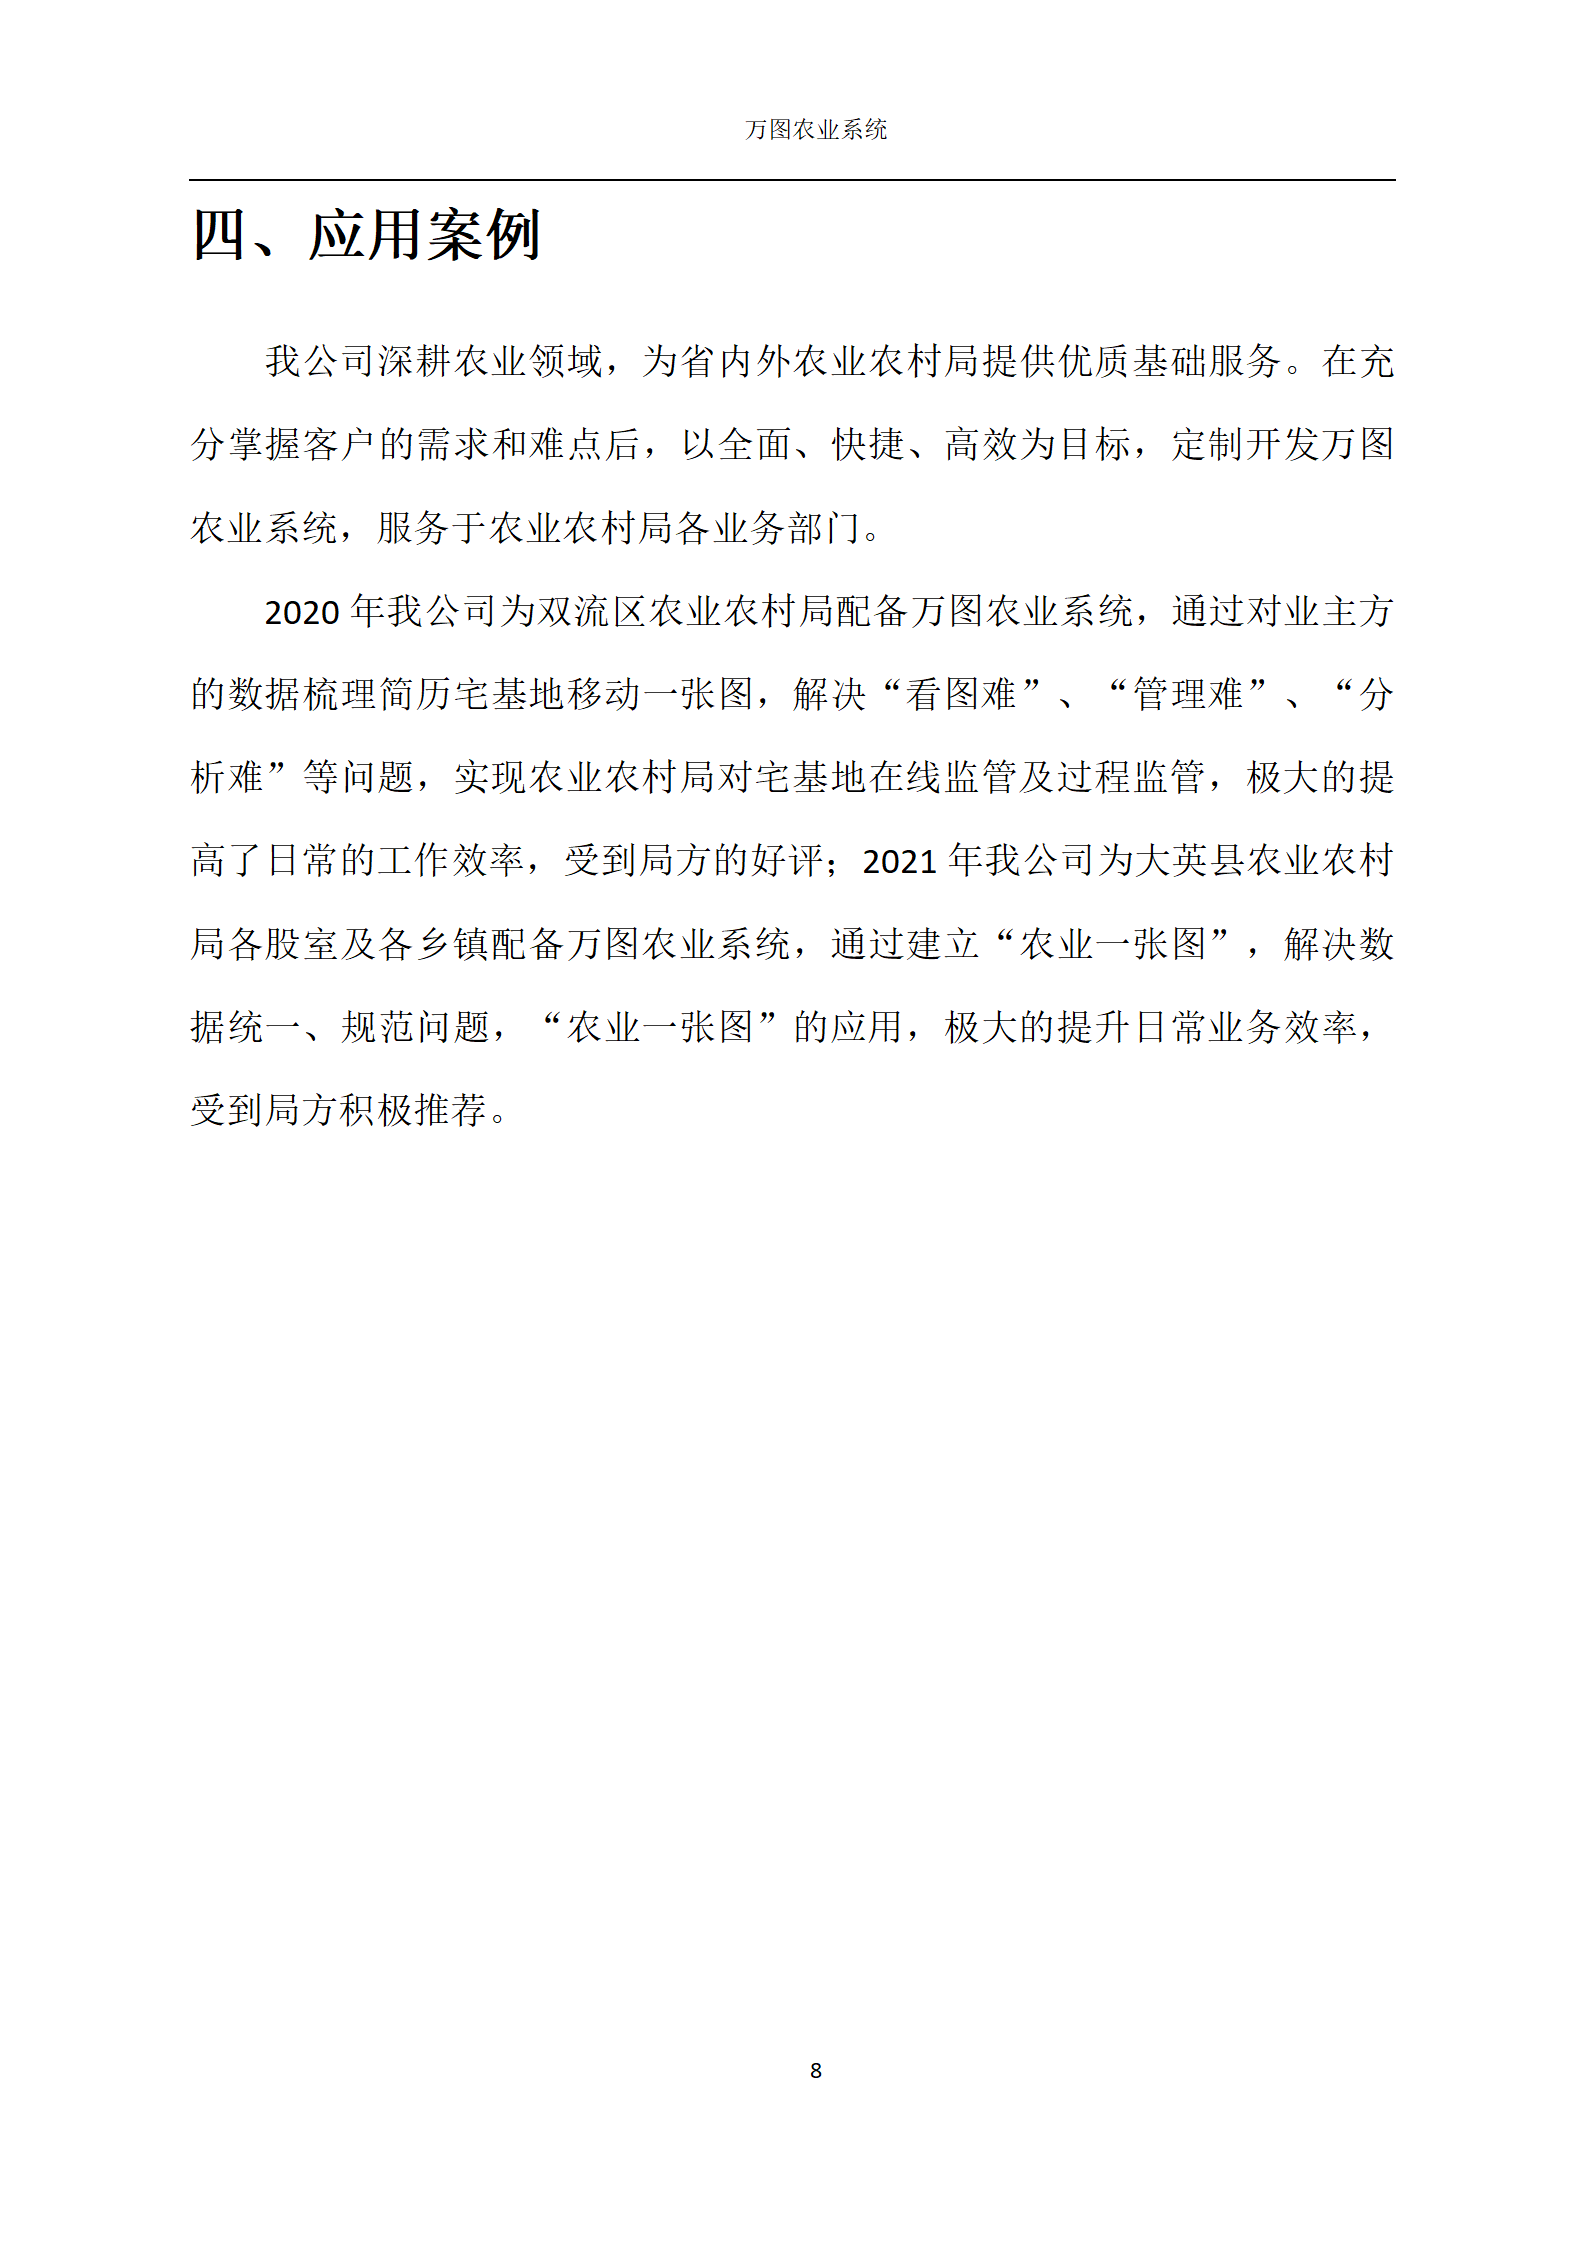 万图农业系统
四、应用案例
我公司深耕农业领域，为省内外农业农村局提供优质基础服务。在充
分掌握客户的需求和难点后，以全面、快捷、高效为目标，定制开发万图
农业系统，服务于农业农村局各业务部门。
2020 年我公司为双流区农业农村局配备万图农业系统，通过对业主方
的数据梳理简历宅基地移动一张图，解决“看图难”、“管理难”、“分
析难”等问题，实现农业农村局对宅基地在线监管及过程监管，极大的提
高了日常的工作效率，受到局方的好评；2021 年我公司为大英县农业农村
局各股室及各乡镇配备万图农业系统，通过建立“农业一张图”，解决数
据统一、规范问题，“农业一张图”的应用，极大的提升日常业务效率，
受到局方积极推荐。
8